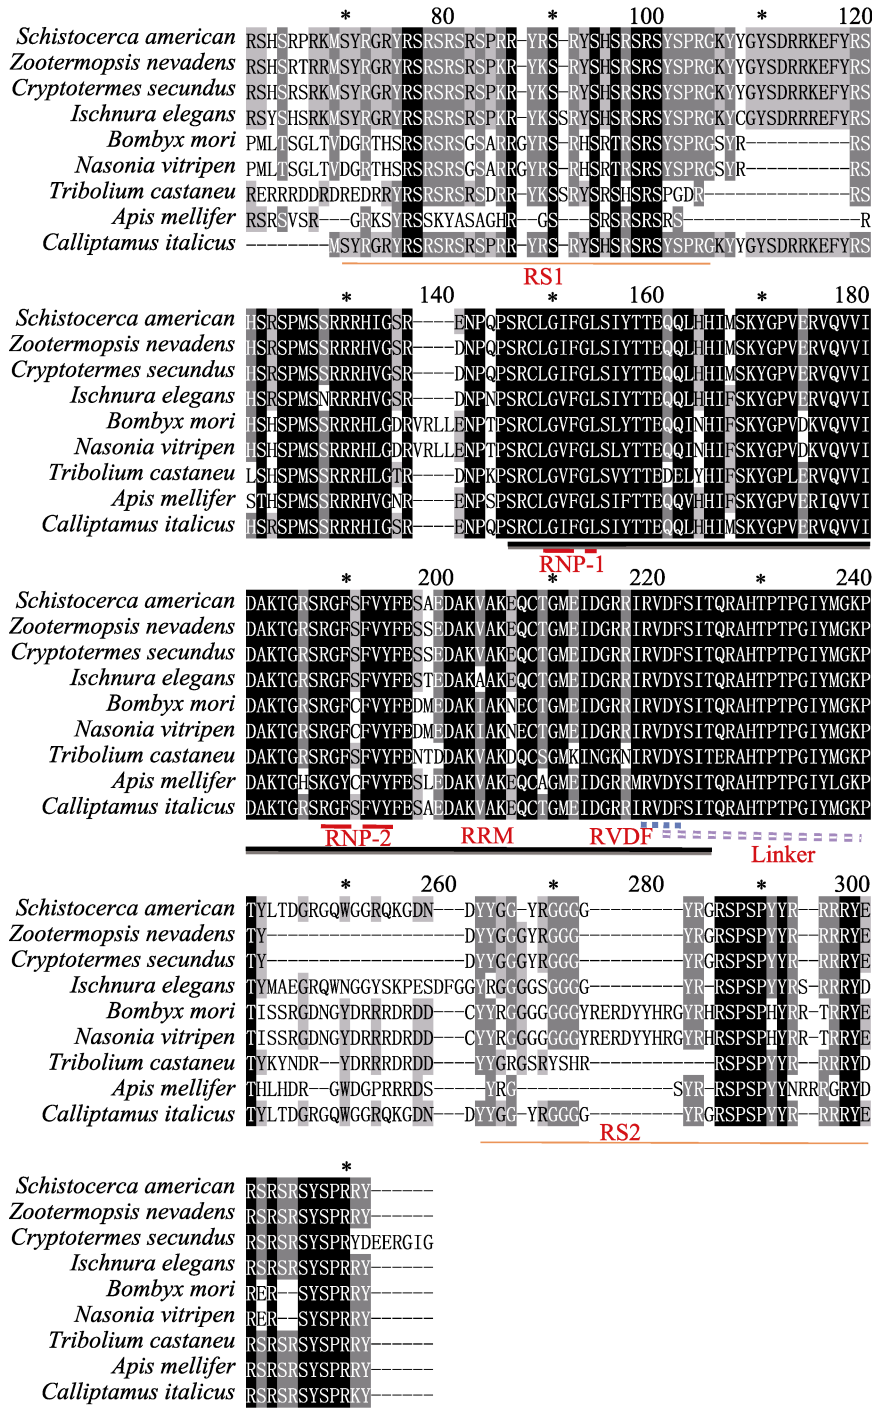 * 80 * 100 * 120
Schistocerca american RSHSRPRKMSYRGRYRSRSRSRSPRR-YRS-RYSHSRSRSYSPRGKYYGYSDRRKEFYRS
Zootermopsis nevadens RSHSRTRRMSYRGRYRSRSRSRSPKR-YRS-RYSHSRSRSYSPRGKYYGYSDRRKEFYRS
Cryptotermes secundus RSHSRSRKMSYRGRYRSRSRSRSPKR-YRS-RYSHSRSRSYSPRGKYYGYSDRRKEFYRS
Ischnura elegans RSYSHSRKMSYRGRYRSRSRSRSPKR-YKSSRYSHSRSRSYSPRGKYCGYSDRRREFYRS
Bombyx mori PMLTSGLTVDGRTHSRSRSRSGSARRGYRS-RHSRTRSRSYSPRGSYR----------RS
Nasonia vitripen PMLTSGLTVDGRTHSRSRSRSGSARRGYRS-RHSRTRSRSYSPRGSYR----------RS
Tribolium castaneu RERRRDDRDREDRRYRSRSRSRSDRR-YKSSRYSRSHSRSPGDR--------------RS
Apis mellifer RSRSVSR---GRKSYRSSKYASAGHR--GS---SRSRSRSRS-----------------R
Calliptamus italicus --------MSYRGRYRSRSRSRSPRR-YRS-RYSHSRSRSYSPRGKYYGYSDRRKEFYRS
RS1
* 140 * 160 * 180
Schistocerca american HSRSPMSSRRRHIGSR----ENPQPSRCLGIFGLSIYTTEQQLHHIMSKYGPVERVQVVI
Zootermopsis nevadens HSRSPMSSRRRHVGSR----DNPQPSRCLGIFGLSIYTTEQQLHHIMSKYGPVERVQVVI
Cryptotermes secundus HSRSPMSSRRRHVGSR----DNPQPSRCLGIFGLSIYTTEQQLHHIMSKYGPVERVQVVI
Ischnura elegans HSRSPMSNRRRHVGSR----DNPNPSRCLGVFGLSIYTTEQQLHHIFSKYGPVERVQVVI
Bombyx mori HSHSPMSSRRRHLGDRVRLLENPTPSRCLGVFGLSLYTTEQQINHIFSKYGPVDKVQVVI
Nasonia vitripen HSHSPMSSRRRHLGDRVRLLENPTPSRCLGVFGLSLYTTEQQINHIFSKYGPVDKVQVVI
Tribolium castaneu LSHSPMSSRRRHLGTR----DNPKPSRCLGVFGLSVYTTEDELYHIFSKYGPLERVQVVI
Apis mellifer STHSPMSSRRRHVGNR----ENPSPSRCLGVFGLSIFTTEQQVHHIFSKYGPVERIQVVI
Calliptamus italicus HSRSPMSSRRRHIGSR----ENPQPSRCLGIFGLSIYTTEQQLHHIMSKYGPVERVQVVI
RNP-1
* 200 * 220 * 240
Schistocerca american DAKTGRSRGFSFVYFESAEDAKVAKEQCTGMEIDGRRIRVDFSITQRAHTPTPGIYMGKP
Zootermopsis nevadens DAKTGRSRGFSFVYFESSEDAKVAKEQCTGMEIDGRRIRVDFSITQRAHTPTPGIYMGKP
Cryptotermes secundus DAKTGRSRGFSFVYFESSEDAKVAKEQCTGMEIDGRRIRVDFSITQRAHTPTPGIYMGKP
Ischnura elegans DAKTGRSRGFSFVYFESTEDAKAAKEQCTGMEIDGRRIRVDFSITQRAHTPTPGIYMGKP
Bombyx mori DAKTGRSRGFCFVYFEDMEDAKIAKNECTGMEIDGRRIRVDFSITQRAHTPTPGIYMGKP
Nasonia vitripen DAKTGRSRGFCFVYFEDMEDAKIAKNECTGMEIDGRRIRVDFSITQRAHTPTPGIYMGKP
Tribolium castaneu DAKTGRSRGFSFVYFENTDDAKVAKDQCSGMKINGKNIRVDYSITERAHTPTPGIYMGKP
Apis mellifer DAKTGHSKGYCFVYFESLEDAKVAKEQCAGMEIDGRRMRVDYSITQRAHTPTPGIYLGKP
Calliptamus italicus DAKTGRSRGFSFVYFESAEDAKVAKEQCTGMEIDGRRIRVDFSITQRAHTPTPGIYMGKP
RNP-2 RRM RVDF Linker
* 260 * 280 * 300
Schistocerca american TYLTDGRGQWGGRQKGDN---DYYGG-YRGGGG---------YRGRSPSPYYR--RRRYE
Zootermopsis nevadens TY-------------------DYYGGGYRGGG----------YRGRSPSPYYR--RRRYE
Cryptotermes secundus TY-------------------DYYGGGYRGGG----------YRGRSPSPYYR--RRRYE
Ischnura elegans TYMAEGRQWNGGYSKPESDFGGYRGGGGSGGGG---------YR-RSPSPYYRS-RRRYD
Bombyx mori TISSRGDNGYDRRRDRDD---CYYRGGGGGGGYRERDYYHRGYRHRSPSPHYRR-TRRYE
Nasonia vitripen TISSRGDNGYDRRRDRDD---CYYRGGGGGGGYRERDYYHRGYRHRSPSPHYRR-TRRYE
Tribolium castaneu TYKYNDR--YDRRRDRDD---YYGRGSRYSHR------------RSPSPYYRR--RRRYD
Apis mellifer THLHDR--GWDGPRRRDS-----YRG---------------SYR-RSPSPYYNRRRGRYD
Calliptamus italicus TYLTDGRGQWGGRQKGDN---DYYGG-YRGGGG---------YRGRSPSPYYR--RRRYE
RS2
*
Schistocerca american RSRSRSYSPRRY------
Zootermopsis nevadens RSRSRSYSPRRY------
Cryptotermes secundus RSRSRSYSPRRYDEERGIG
Ischnura elegans RSRSRSYSPRRY------
Bombyx mori RER--SYSPRRY------
Nasonia vitripen RER--SYSPRRY------
Tribolium castaneu RSRSRSYSPRRY------
Apis mellifer RSRSRSYSPRRY------
Calliptamus italicus RSRSRSYSPRKY------